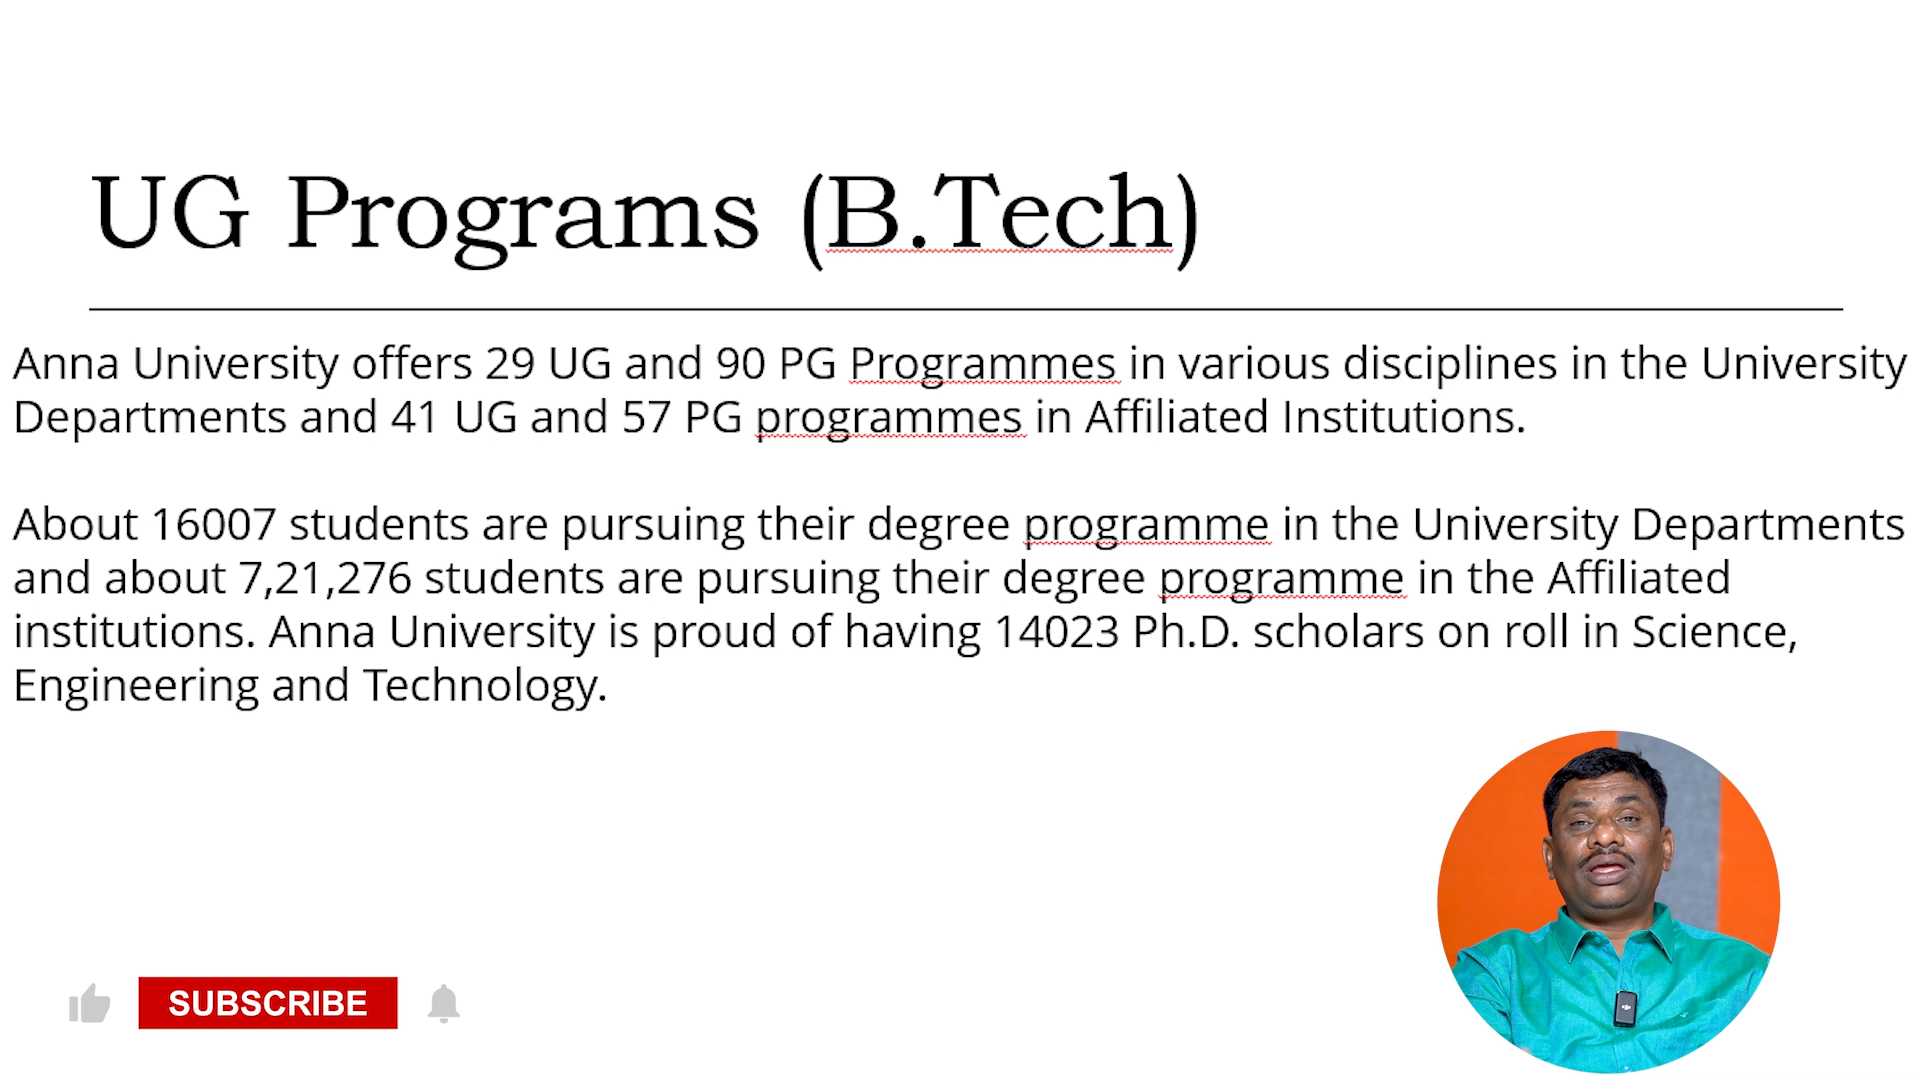 UG Programs (B.Tech)
Anna University offers 29 UG and 90 PG Programmes in various disciplines in the University
Departments and 41 UG and 57 PG programmes in Affiliated Institutions.
About 16007 students are pursuing their degree programme in the University Departments
and about 7,21,276 students are pursuing their degree programme in the Affiliated
institutions. Anna University is proud of having 14023 Ph.D. scholars on roll in Science,
Engineering and Technology.
SUBSCRIBE